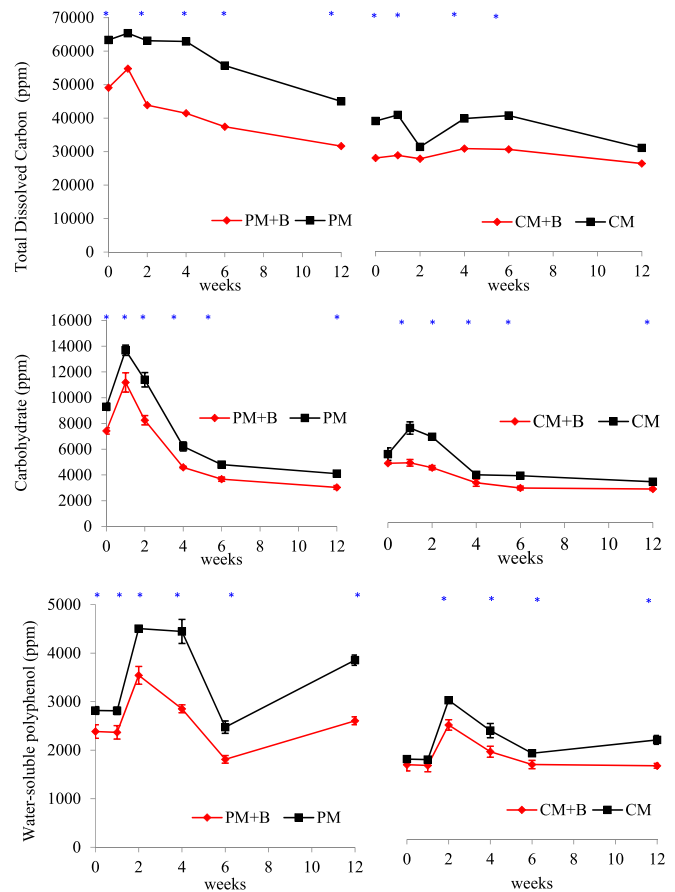 * * * * * * * * * *
Total Dissolved Carbon (ppm)
70000
60000
50000
40000
30000
20000
10000
0
PM+B PM
CM+B CM
0 2 4 6 8 10 12
weeks
0 2 4 6 8 10 12
weeks
* * * * * * * * * * *
Carbohydrate (ppm)
16000
14000
12000
10000
8000
6000
4000
2000
0
PM+B PM
CM+B CM
0 2 4 6 8 10 12
weeks
0 2 4 6 8 10 12
weeks
* * * * * * * * * *
Water-soluble polyphenol (ppm)
5000
4000
3000
2000
1000
0
PM+B PM
CM+B CM
0 2 4 6 8 10 12
weeks
0 2 4 6 8 10 12
weeks